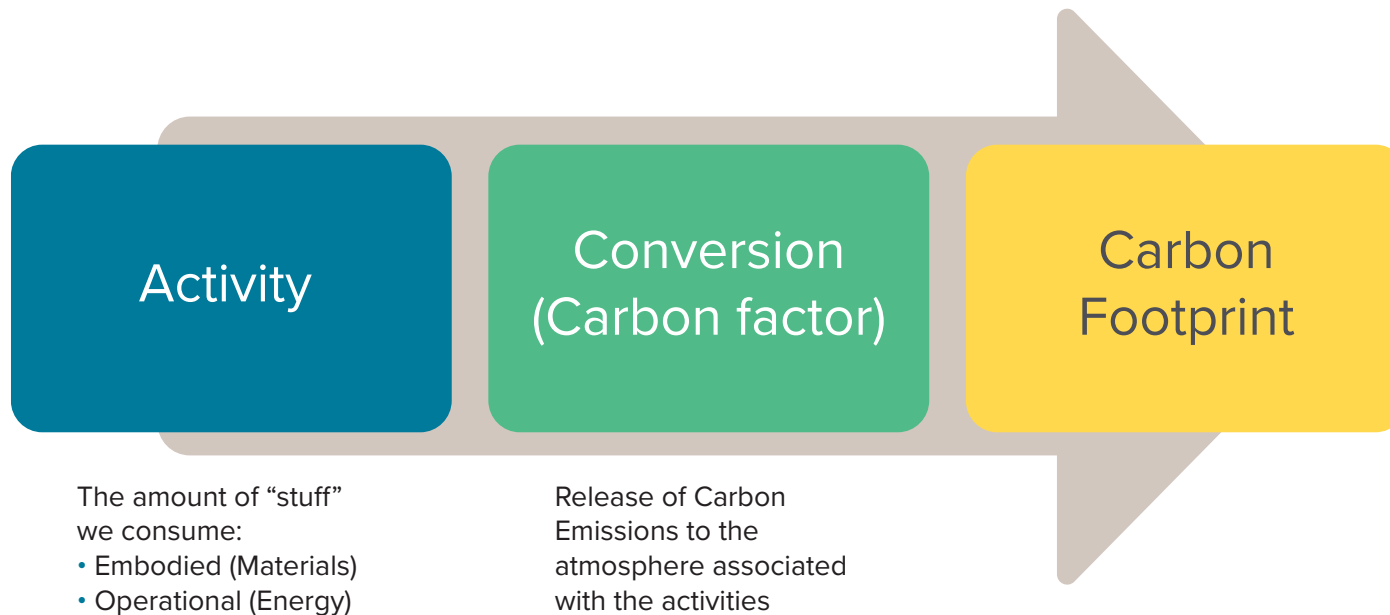 Activity
Conversion
(Carbon factor)
Carbon
Footprint
The amount of “stuff”
we consume:
• Embodied (Materials)
• Operational (Energy)
Release of Carbon
Emissions to the
atmosphere associated
with the activities